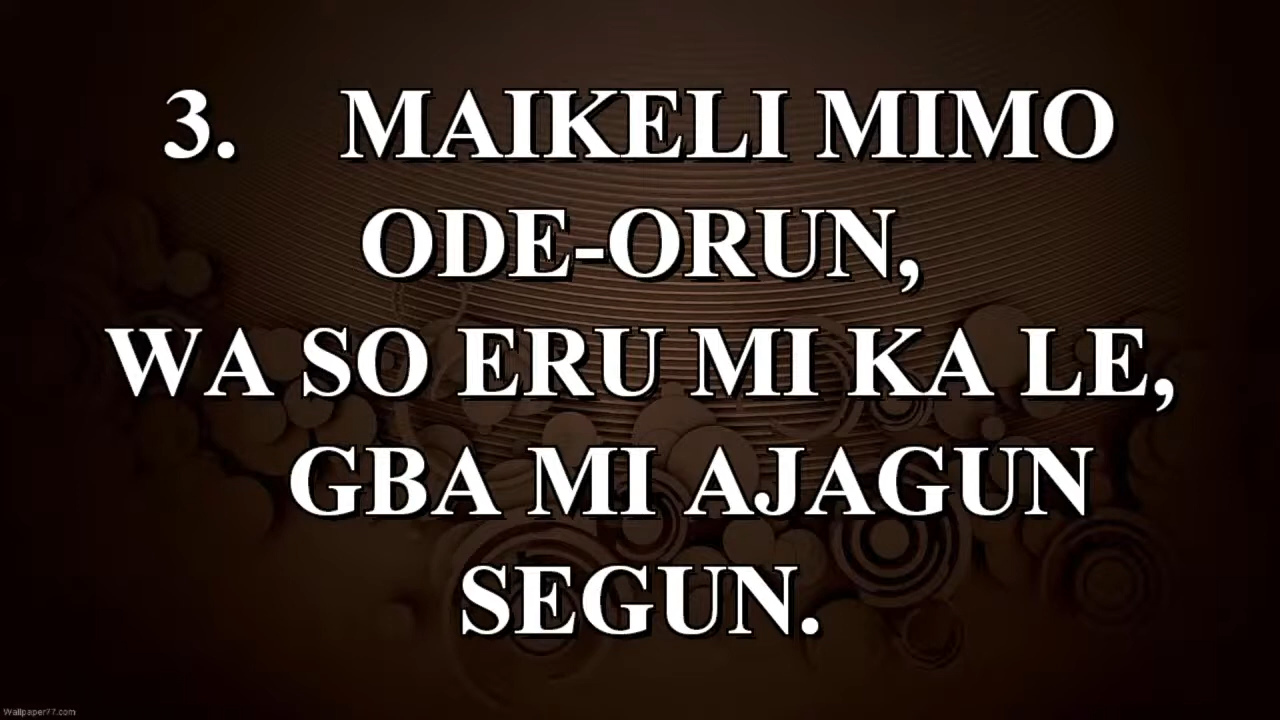 3. MAIKELI MIMO
ODE-ORUN,
WA SO ERU MI KA LE,
GBA MI AJAGUN
SEGUN.
Wallpaper77.com